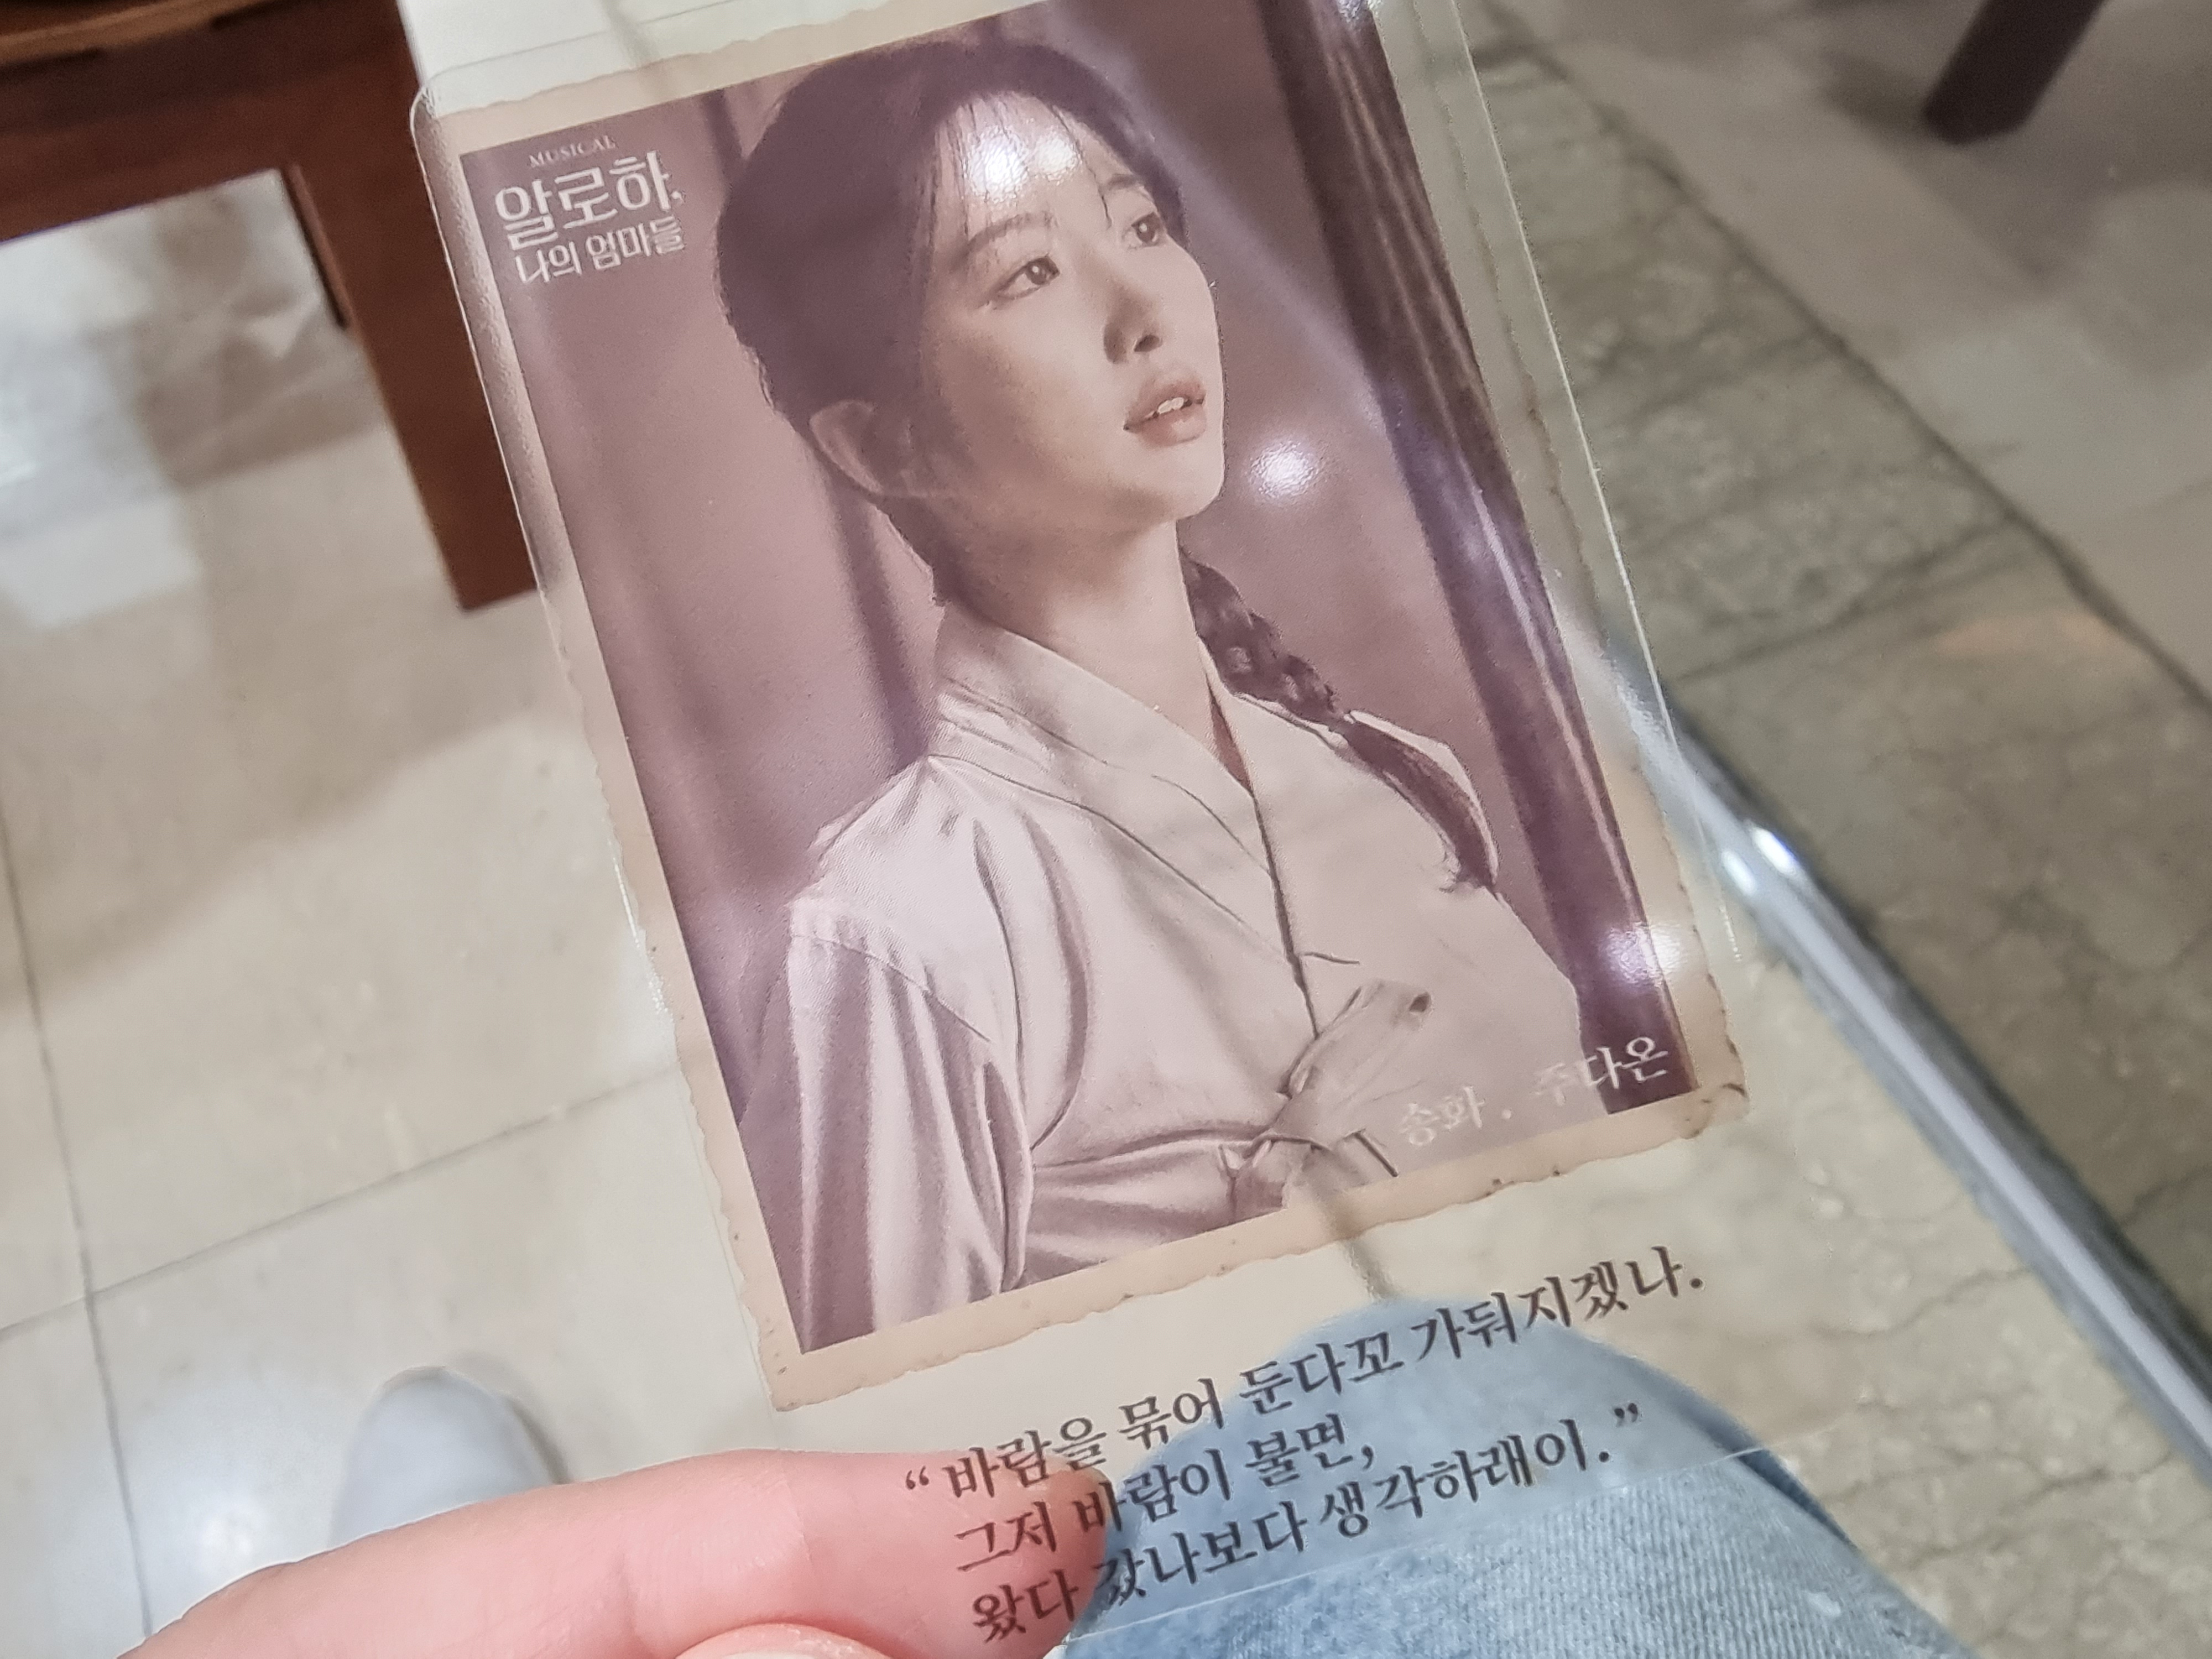 MUSICAL
알로하,
나의 엄마들
송화. 주다온
“바람을 묶어 둔다꼬 가둬지겠나.
그저 바람이 불면,
왔다 갔나보다 생각하래이.”